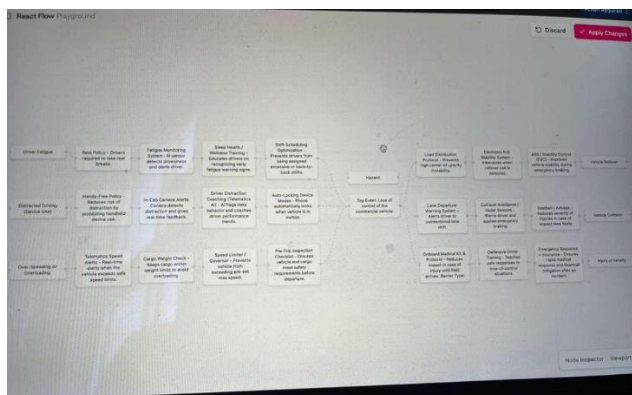 React Flow Playground
Discard
Apply Changes
Driver Fatigue
Rest Policy - Drivers
required to take rest
breaks.
Fatigue Monitoring
System - AI sensor
detects drowsiness
and alerts driver.
Sleep Health /
Wellness Training -
Educates drivers on
recognizing early
fatigue warning signs.
Shift Scheduling
Optimization -
Prevents drivers from
being assigned
excessive or back-to-
back shifts.
Load Distribution
Protocol - Prevents
high center-of-gravity
Electronic Roll
Stability System -
Intervenes when
rollover risk is
ABS / Stability Control
(ESC) - Improves
vehicle stability during
emergency braking.
Vehicle Rollover
Hazard
Distracted Driving
(Device Use)
Hands-Free Policy -
Reduces risk of
distraction by
prohibiting handheld
device use.
In-Cab Camera Alerts
Camera detects
distraction and gives
real-time feedback.
Driver Distraction
Coaching (Telematics
AI) - AI flags risky
behavior and coaches
driver performance
trends.
Auto-Locking Device
Modes - Phone
automatically locks
when vehicle is in
motion.
Top Event: Loss of
control of the
commercial vehicle.
Lane Departure
Warning System -
Alerts driver to
unintentional lane
Collision Avoidance /
Radar Sensors -
Warns driver and
applies emergency
braking.
Seatbelt / Airbags -
Reduces severity of
injuries in case of
Vehicle Collision
Over-Speeding or
Overloading
Telematics Speed
Alerts - Real-time
alerts when the
vehicle exceeds safe
speed limits.
Cargo Weight Check -
Keeps cargo within
weight limits to avoid
overloading.
Speed Limiter /
Governor - Prevents
vehicle from
exceeding pre-set
max speed.
Pre-Trip Inspection
Checklist - Ensures
vehicle and cargo
meet safety
requirements before
departure.
Onboard Medical Kit &
Protocol - Reduces
impact in case of
injury until EMS
arrives. Barrier Type:
Defensive Driving
Training - Teaches
safe responses to
loss-of-control
situations.
Emergency Response
+ Insurance - Ensures
rapid medical
response and financial
mitigation after an
incident.
Injury or Fatality
Node Inspector
Viewport